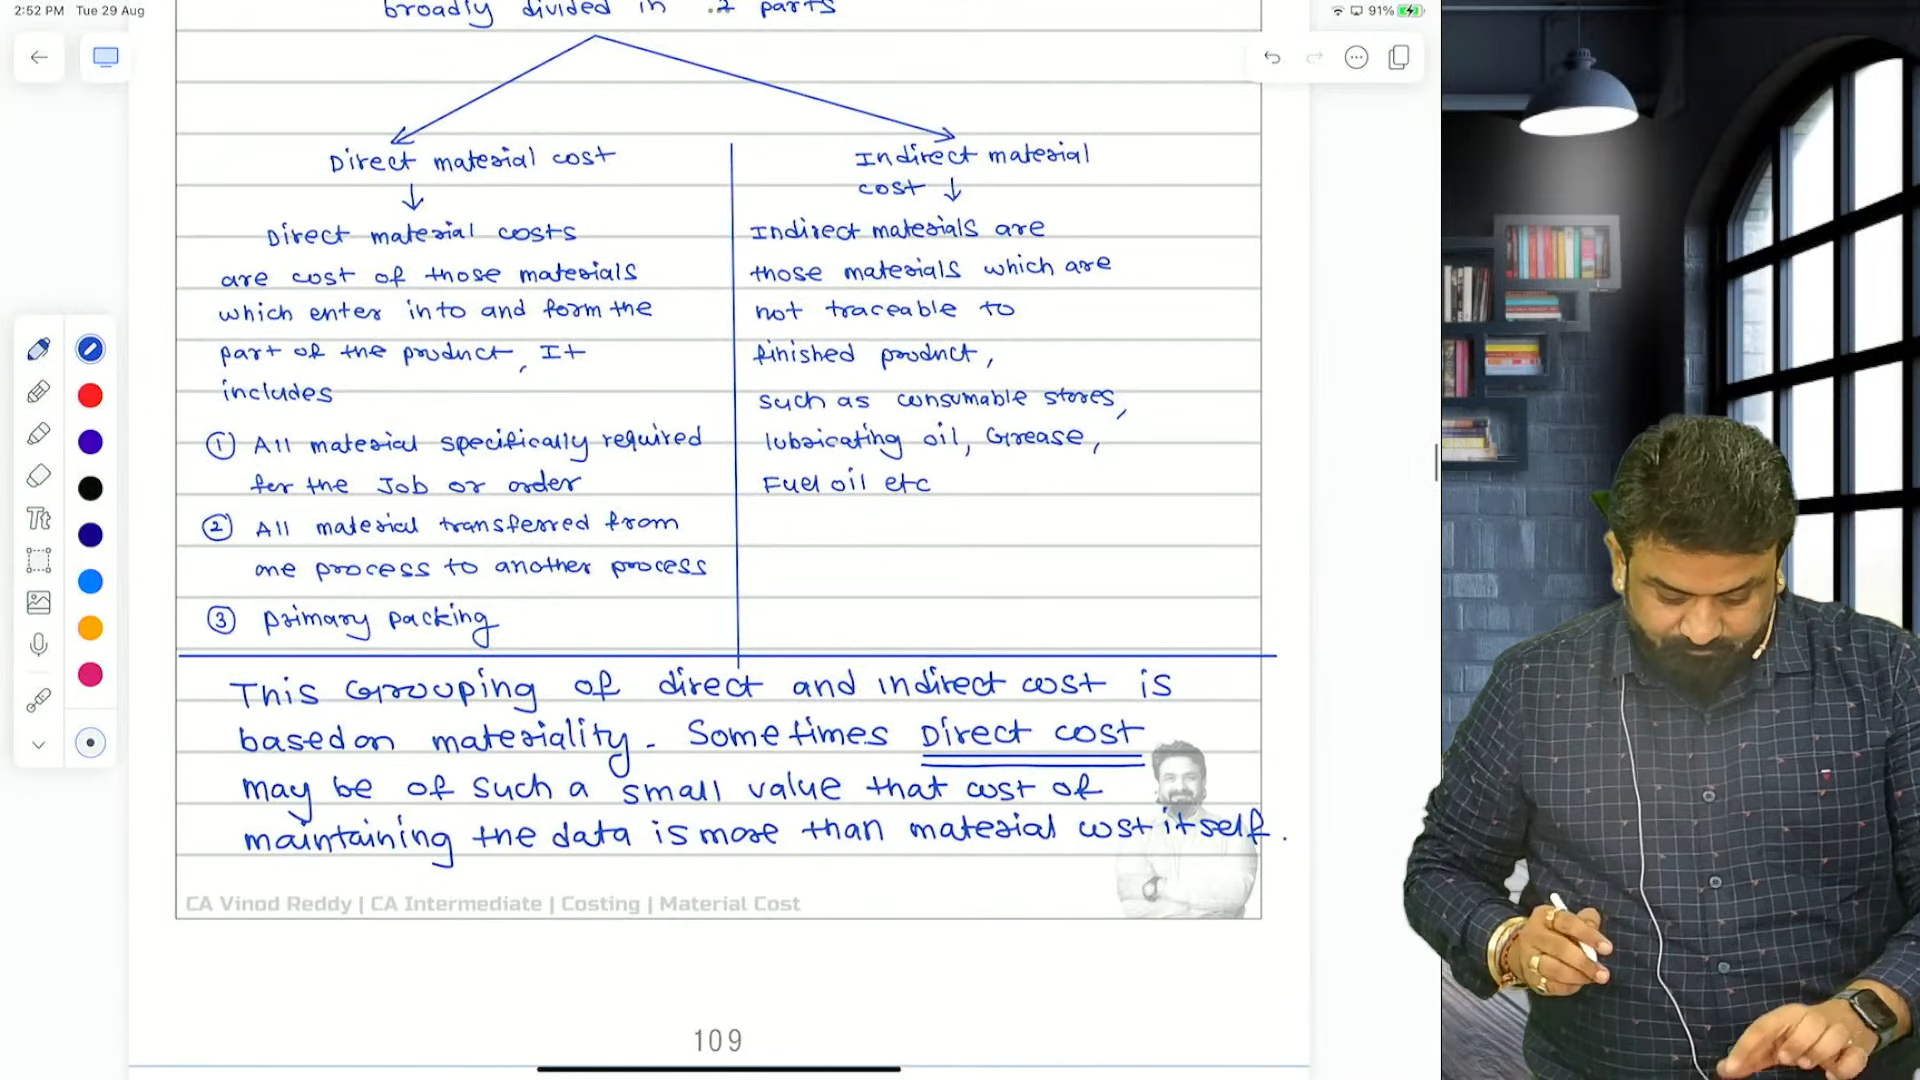 2:52 PM Tue 29 Aug
91%
broadly divided in 2 parts
Direct material cost
Direct material costs
are cost of those materials
which enter into and form the
part of the product, It
includes
① All material specifically required
for the Job or order
② All material transferred from
one process to another process
③ primary packing
Indirect material
cost
Indirect materials are
those materials which are
not traceable to
finished product,
such as consumable stores,
lubricating oil, Grease,
Fuel oil etc
This Grouping of direct and indirect cost is
based on materiality. Sometimes Direct cost
may be of such a small value that cost of
maintaining the data is more than material cost itself.
CA Vinod Reddy | CA Intermediate | Costing | Material Cost
109
Tt